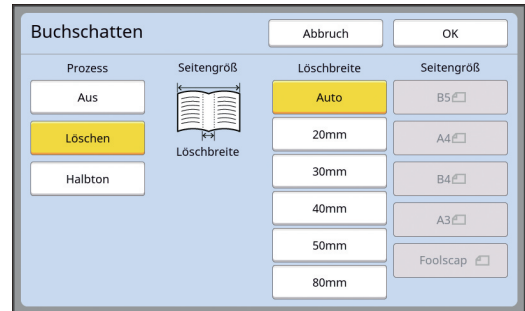 Buchschatten
Abbruch
OK
Prozess
Aus
Löschen
Halbton
Seitengröß
Löschbreite
Löschbreite
Auto
20mm
30mm
40mm
50mm
80mm
Seitengröß
B5
A4
B4
A3
Foolscap